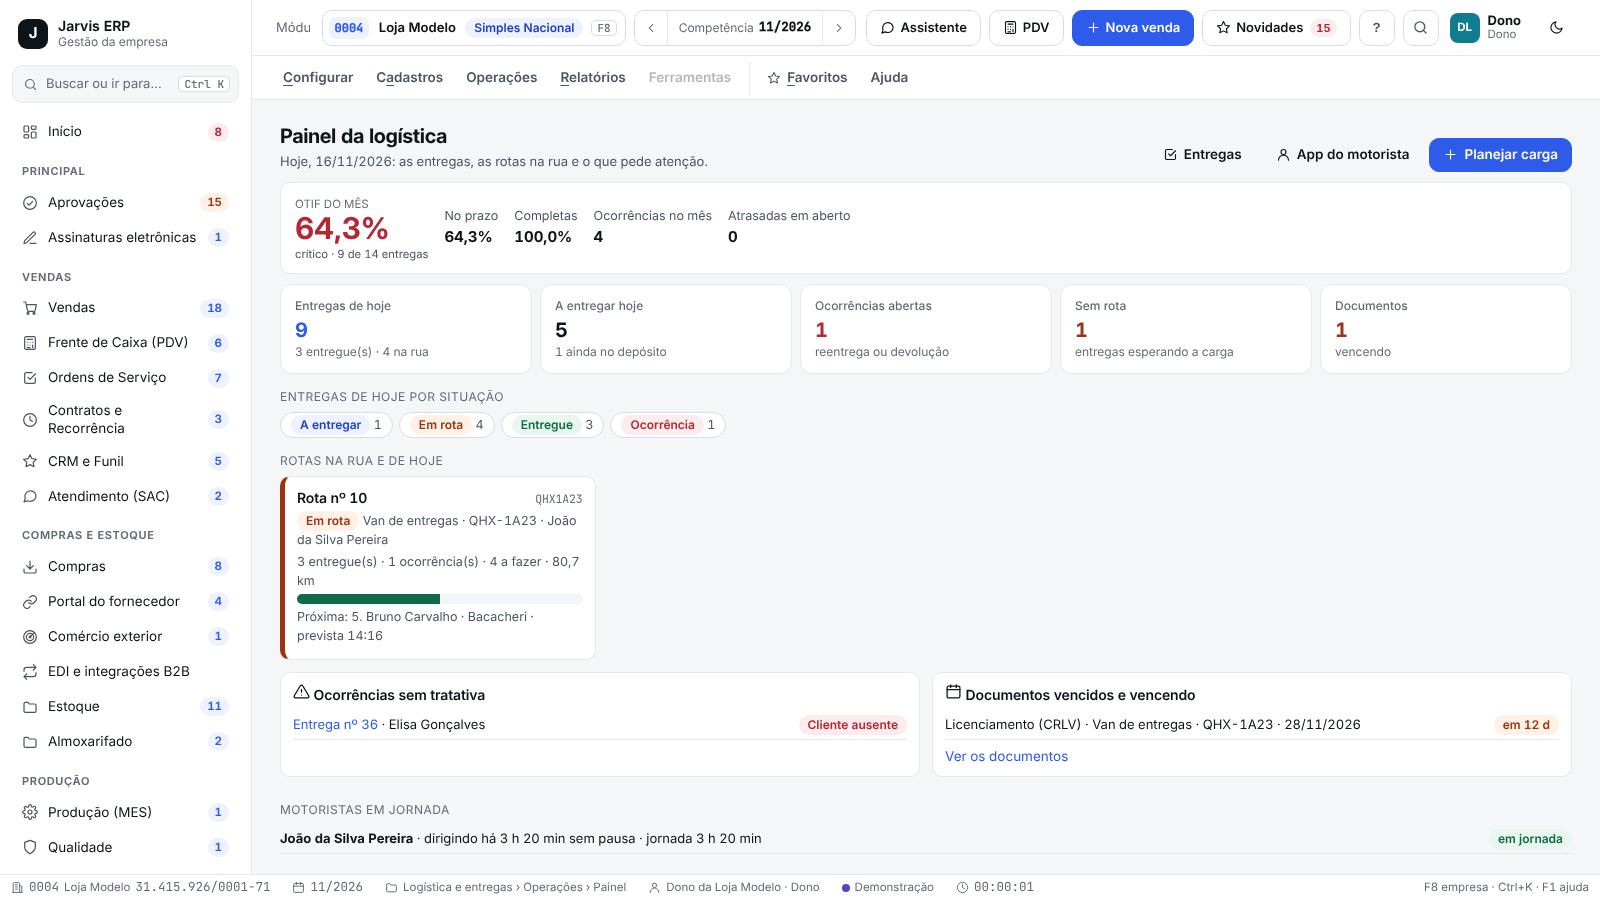 J
Jarvis ERP
Gestão da empresa
Buscar ou ir para...
Ctrl K
Início 8
PRINCIPAL
Aprovações 15
Assinaturas eletrônicas 1
VENDAS
Vendas 18
Frente de Caixa (PDV) 6
Ordens de Serviço 7
Contratos e
Recorrência 3
CRM e Funil 5
Atendimento (SAC) 2
COMPRAS E ESTOQUE
Compras 8
Portal do fornecedor 4
Comércio exterior 1
EDI e integrações B2B
Estoque 11
Almoxarifado 2
PRODUÇÃO
Produção (MES) 1
Qualidade 1
Módu
0004 Loja Modelo Simples Nacional F8
Competência 11/2026
Assistente
PDV
Nova venda
Novidades 15
?
DL
Dono
Dono
Configurar Cadastros Operações Relatórios Ferramentas Favoritos Ajuda
Painel da logística
Hoje, 16/11/2026: as entregas, as rotas na rua e o que pede atenção.
Entregas
App do motorista
Planejar carga
OTIF DO MÊS
64,3%
crítico · 9 de 14 entregas
No prazo
64,3%
Completas
100,0%
Ocorrências no mês
4
Atrasadas em aberto
0
Entregas de hoje
9
3 entregue(s) · 4 na rua
A entregar hoje
5
1 ainda no depósito
Ocorrências abertas
1
reentrega ou devolução
Sem rota
1
entregas esperando a carga
Documentos
1
vencendo
ENTREGAS DE HOJE POR SITUAÇÃO
A entregar 1
Em rota 4
Entregue 3
Ocorrência 1
ROTAS NA RUA E DE HOJE
Rota nº 10 QHX1A23
Em rota Van de entregas · QHX-1A23 · João
da Silva Pereira
3 entregue(s) · 1 ocorrência(s) · 4 a fazer · 80,7
km
Próxima: 5. Bruno Carvalho · Bacacheri ·
prevista 14:16
Ocorrências sem tratativa
Entrega nº 36 · Elisa Gonçalves Cliente ausente
Documentos vencidos e vencendo
Licenciamento (CRLV) · Van de entregas · QHX-1A23 · 28/11/2026 em 12 d
Ver os documentos
MOTORISTAS EM JORNADA
João da Silva Pereira · dirigindo há 3 h 20 min sem pausa · jornada 3 h 20 min em jornada
0004 Loja Modelo 31.415.926/0001-71
11/2026
Logística e entregas › Operações › Painel
Dono da Loja Modelo · Dono
Demonstração
00:00:01
F8 empresa · Ctrl+K · F1 ajuda